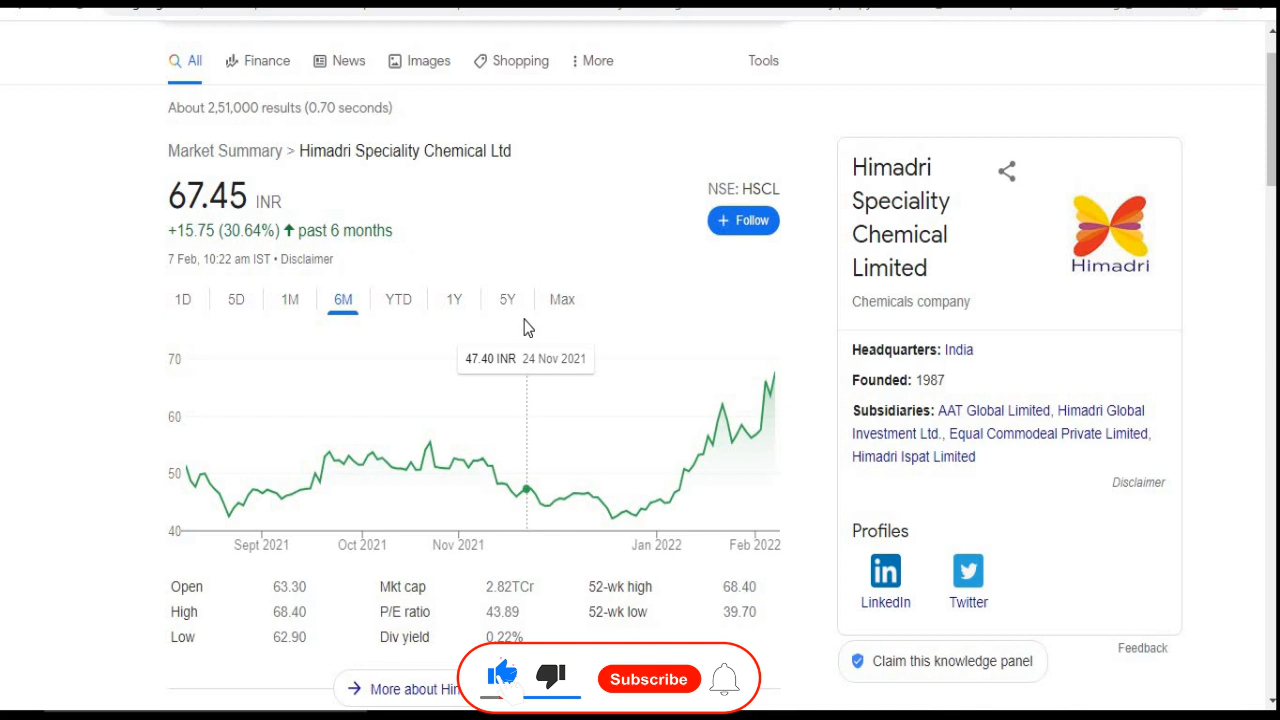 All Finance News Images Shopping More Tools
About 2,51,000 results (0.70 seconds)
Market Summary > Himadri Speciality Chemical Ltd
67.45 INR
+15.75 (30.64%) past 6 months
7 Feb, 10:22 am IST • Disclaimer
NSE: HSCL
+ Follow
1D 5D 1M 6M YTD 1Y 5Y Max
47.40 INR 24 Nov 2021
70
60
50
40
Sept 2021 Oct 2021 Nov 2021 Jan 2022 Feb 2022
Open 63.30 Mkt cap 2.82TCr 52-wk high 68.40
High 68.40 P/E ratio 43.89 52-wk low 39.70
Low 62.90 Div yield 0.22%
More about
Subscribe
Himadri
Speciality
Chemical
Limited
Himadri
Chemicals company
Headquarters: India
Founded: 1987
Subsidiaries: AAT Global Limited, Himadri Global
Investment Ltd., Equal Commodeal Private Limited,
Himadri Ispat Limited
Disclaimer
Profiles
LinkedIn Twitter
Feedback
Claim this knowledge panel